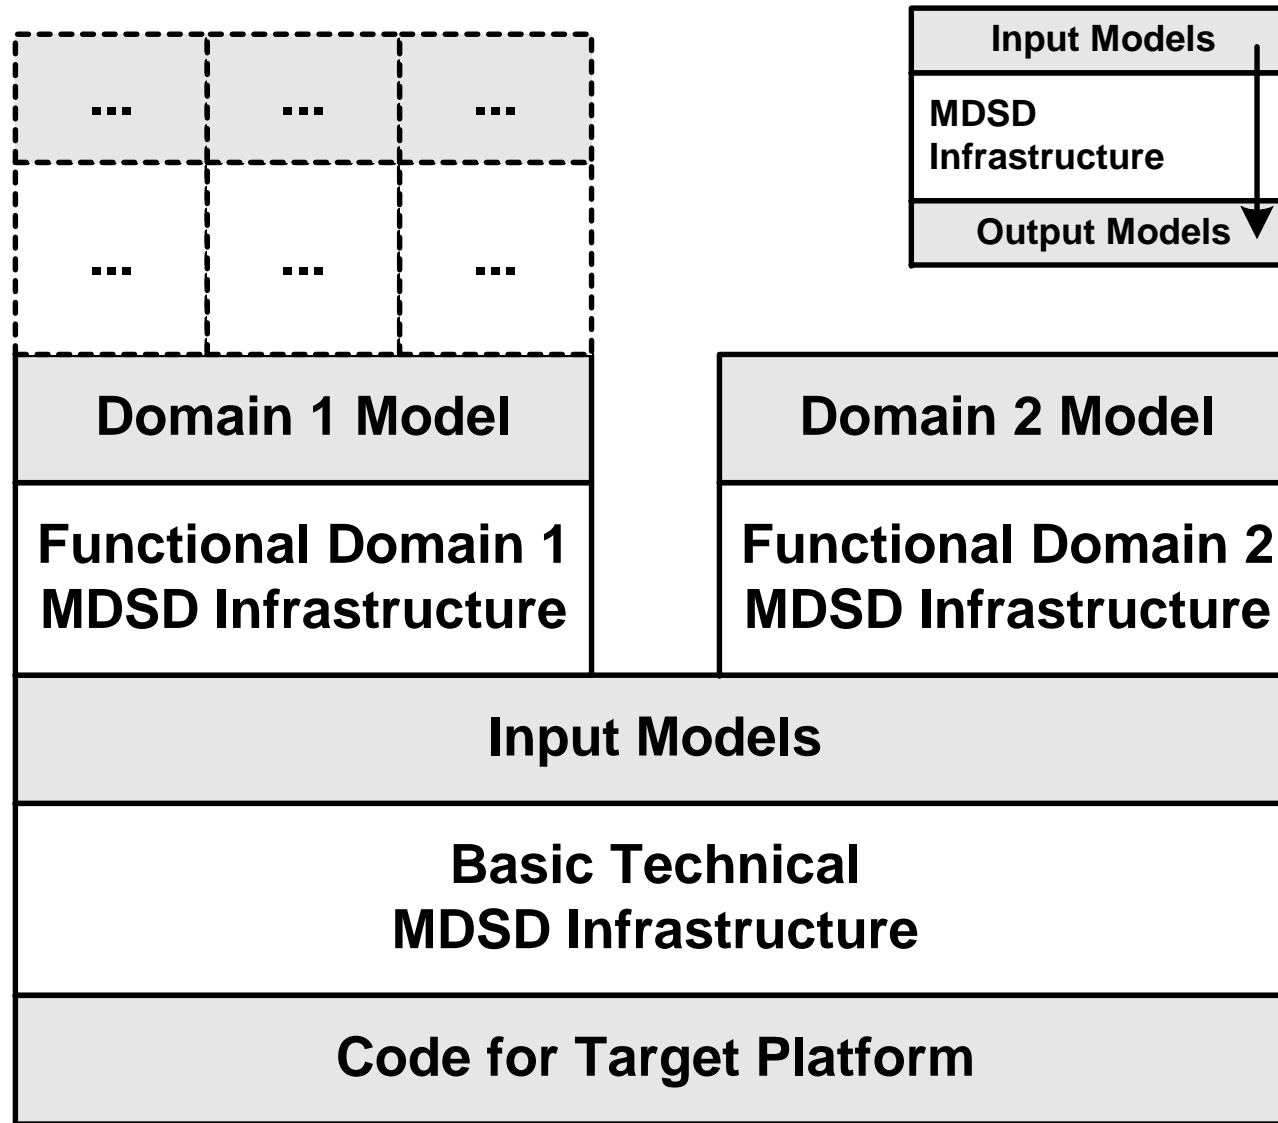 Input Models
MDSD
Infrastructure
Output Models
... ... ...
... ... ...
Domain 1 Model
Domain 2 Model
Functional Domain 1
MDSD Infrastructure
Functional Domain 2
MDSD Infrastructure
Input Models
Basic Technical
MDSD Infrastructure
Code for Target Platform